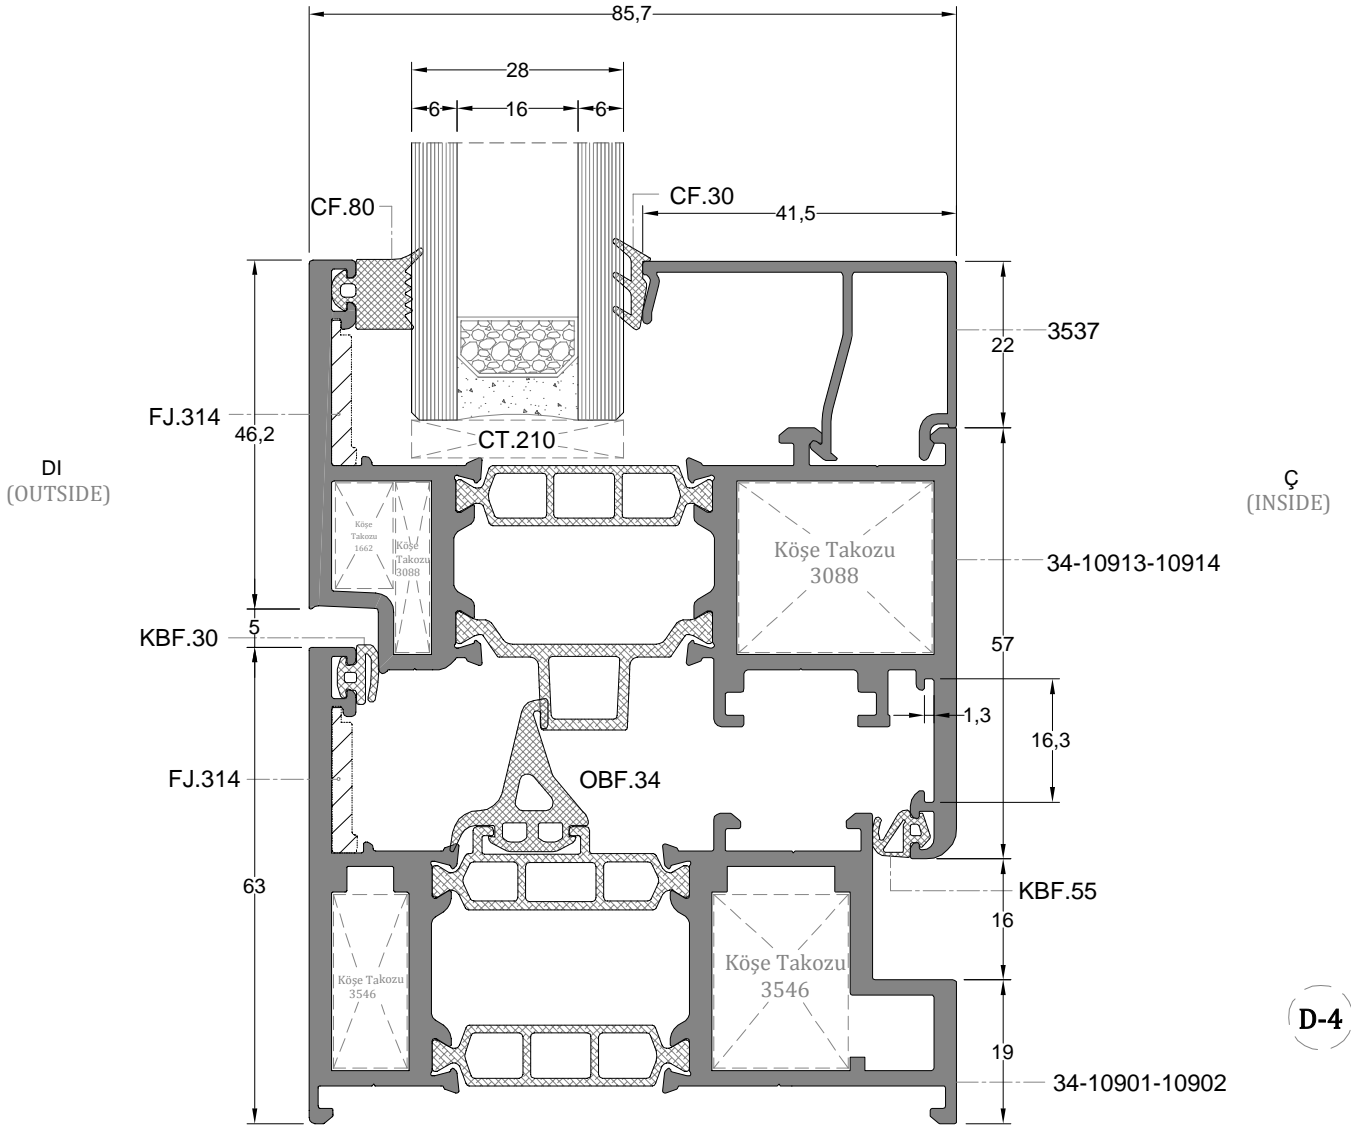 85,7
28
6
16
6
CF.80
CF.30
41,5
3537
22
FJ.314
46,2
CT.210
DI
(OUTSIDE)
Ç
(INSIDE)
Köşe
Takozu
1662
Köşe
Takozu
3088
Köşe Takozu
3088
34-10913-10914
5
KBF.30
57
1,3
16,3
FJ.314
OBF.34
63
KBF.55
16
Köşe Takozu
3546
Köşe Takozu
3546
D-4
19
34-10901-10902